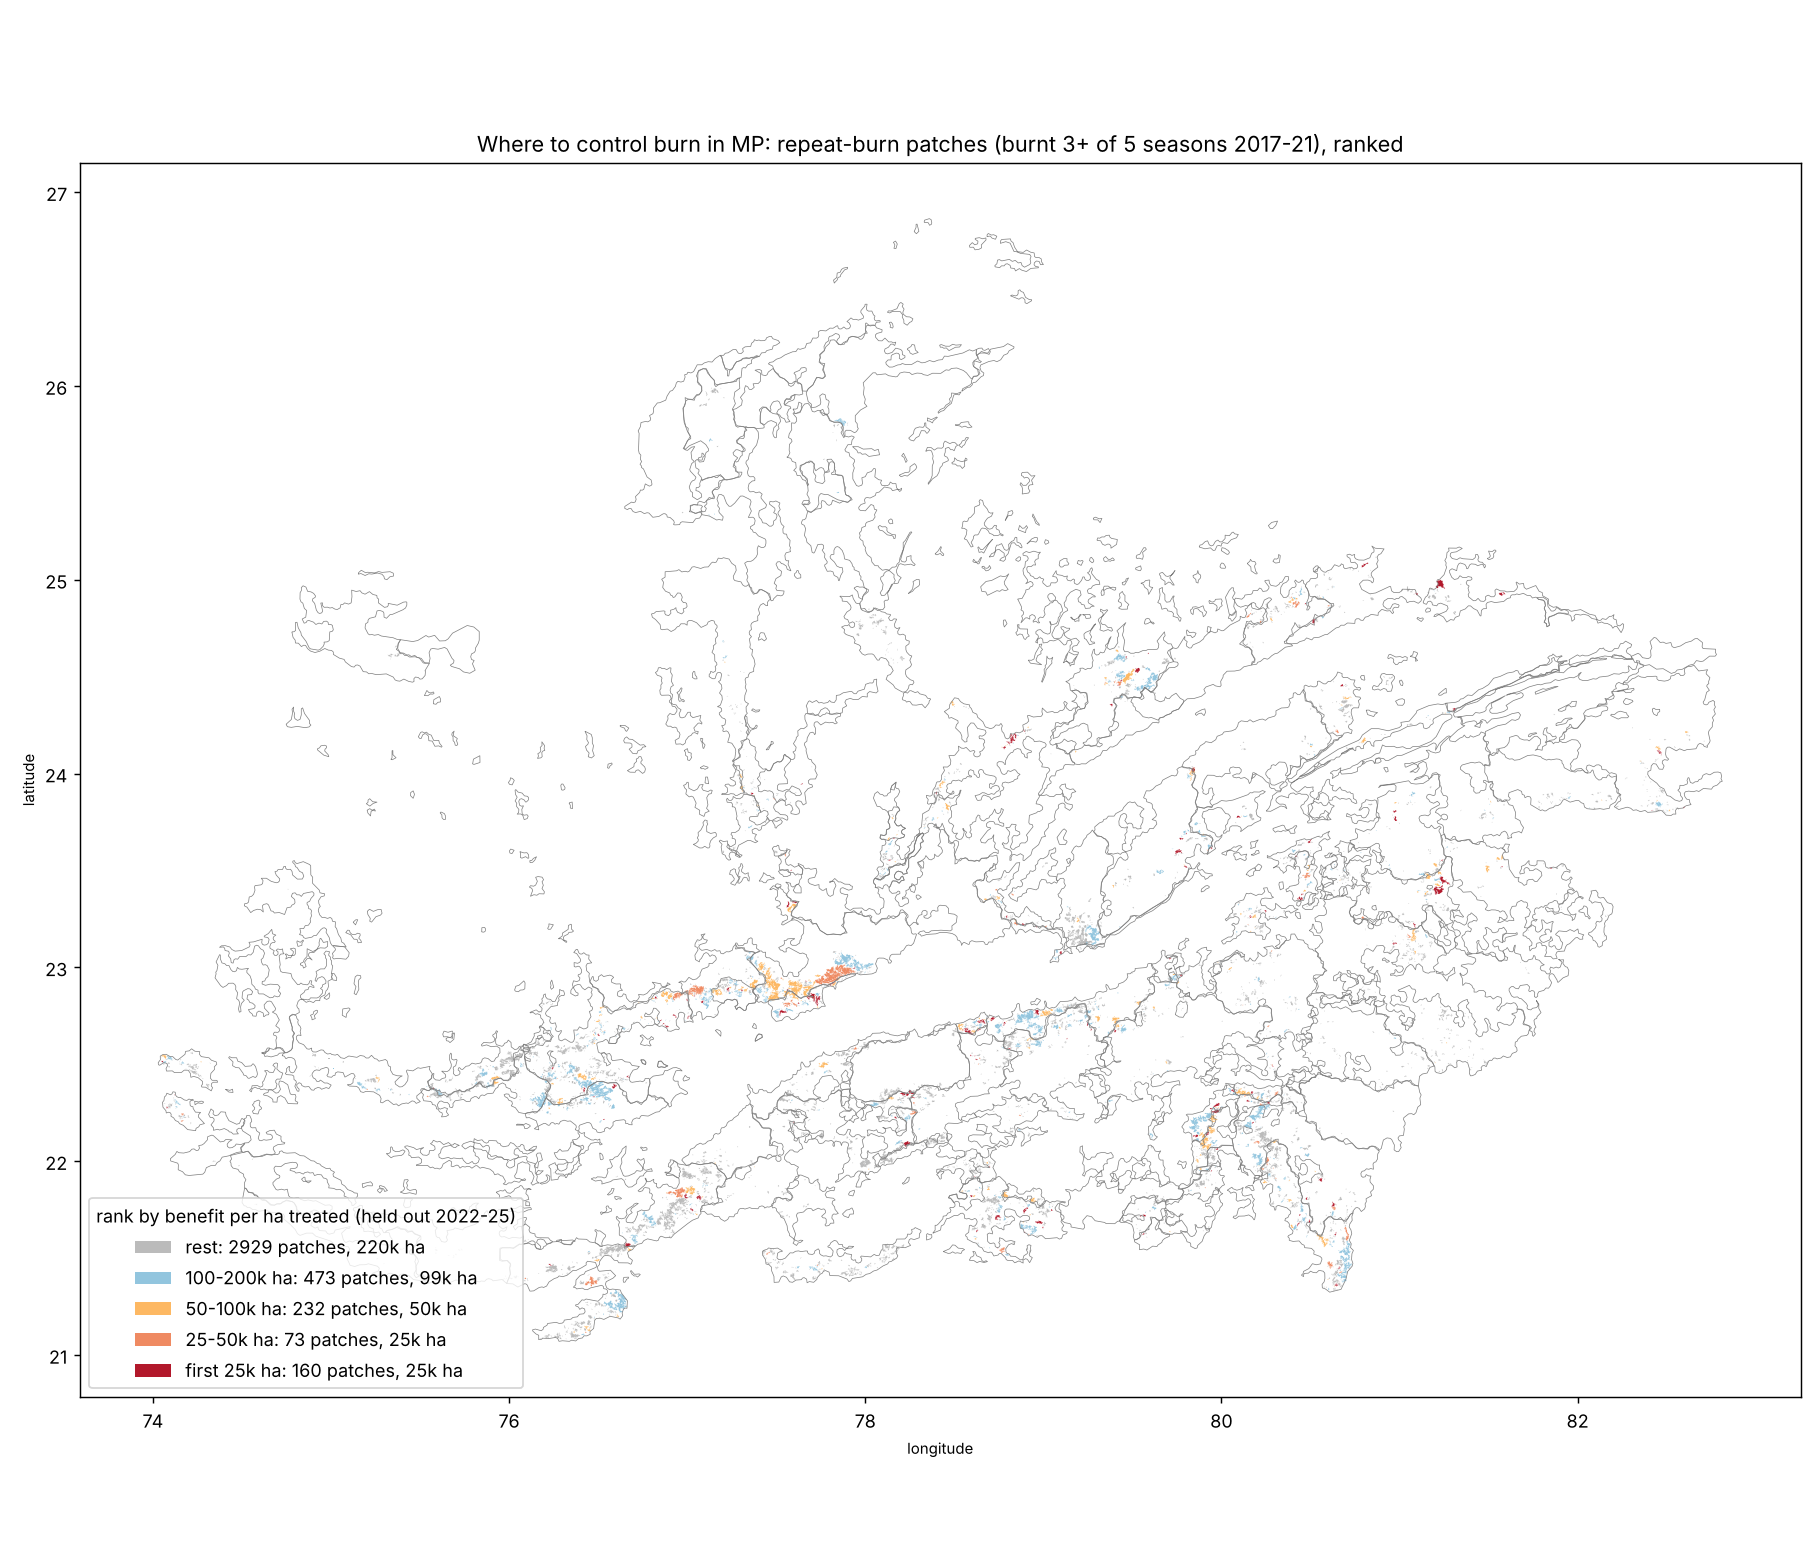 Where to control burn in MP: repeat-burn patches (burnt 3+ of 5 seasons 2017-21), ranked
27
26
25
24
23
22
21
latitude
rank by benefit per ha treated (held out 2022-25)
rest: 2929 patches, 220k ha
100-200k ha: 473 patches, 99k ha
50-100k ha: 232 patches, 50k ha
25-50k ha: 73 patches, 25k ha
first 25k ha: 160 patches, 25k ha
74
76
78
80
82
longitude